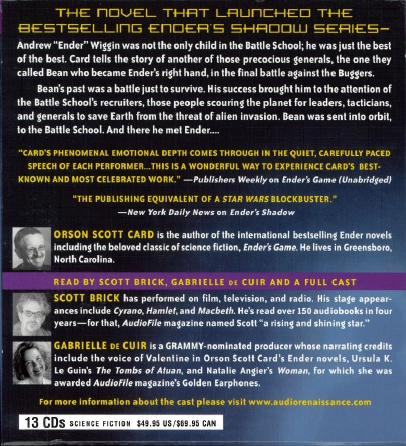 THE NOVEL THAT LAUNCHED THE
BESTSELLING ENDER'S SHADOW SERIES—
Andrew "Ender" Wiggin was not the only child in the Battle School; he was just the best
of the best. Card tells the story of another of those precocious generals, the one they
called Bean who became Ender's right hand, in the final battle against the Buggers.
Bean's past was a battle just to survive. His success brought him to the attention of
the Battle School's recruiters, those people scouring the planet for leaders, tacticians,
and generals to save Earth from the threat of alien invasion. Bean was sent into orbit,
to the Battle School. And there he met Ender....
"CARD'S PHENOMENAL EMOTIONAL DEPTH COMES THROUGH IN THE QUIET, CAREFULLY PACED
SPEECH OF EACH PERFORMER...THIS IS A WONDERFUL WAY TO EXPERIENCE CARD'S BEST-
KNOWN AND MOST CELEBRATED WORK." —Publishers Weekly on Ender's Game (Unabridged)
"THE PUBLISHING EQUIVALENT OF A STAR WARS BLOCKBUSTER."
—New York Daily News on Ender's Shadow
ORSON SCOTT CARD is the author of the international bestselling Ender novels
including the beloved classic of science fiction, Ender's Game. He lives in Greensboro,
North Carolina.
READ BY SCOTT BRICK, GABRIELLE DE CUIR AND A FULL CAST
SCOTT BRICK has performed on film, television, and radio. His stage appear-
ances include Cyrano, Hamlet, and Macbeth. He's read over 150 audiobooks in four
years—for that, AudioFile magazine named Scott "a rising and shining star."
GABRIELLE DE CUIR is a GRAMMY-nominated producer whose narrating credits
include the voice of Valentine in Orson Scott Card's Ender novels, Ursula K.
Le Guin's The Tombs of Atuan, and Natalie Angier's Woman, for which she was
awarded AudioFile magazine's Golden Earphones.
For more information about the cast please visit www.audiorenaissance.com
13 CDs SCIENCE FICTION $49.95 US/$69.95 CAN